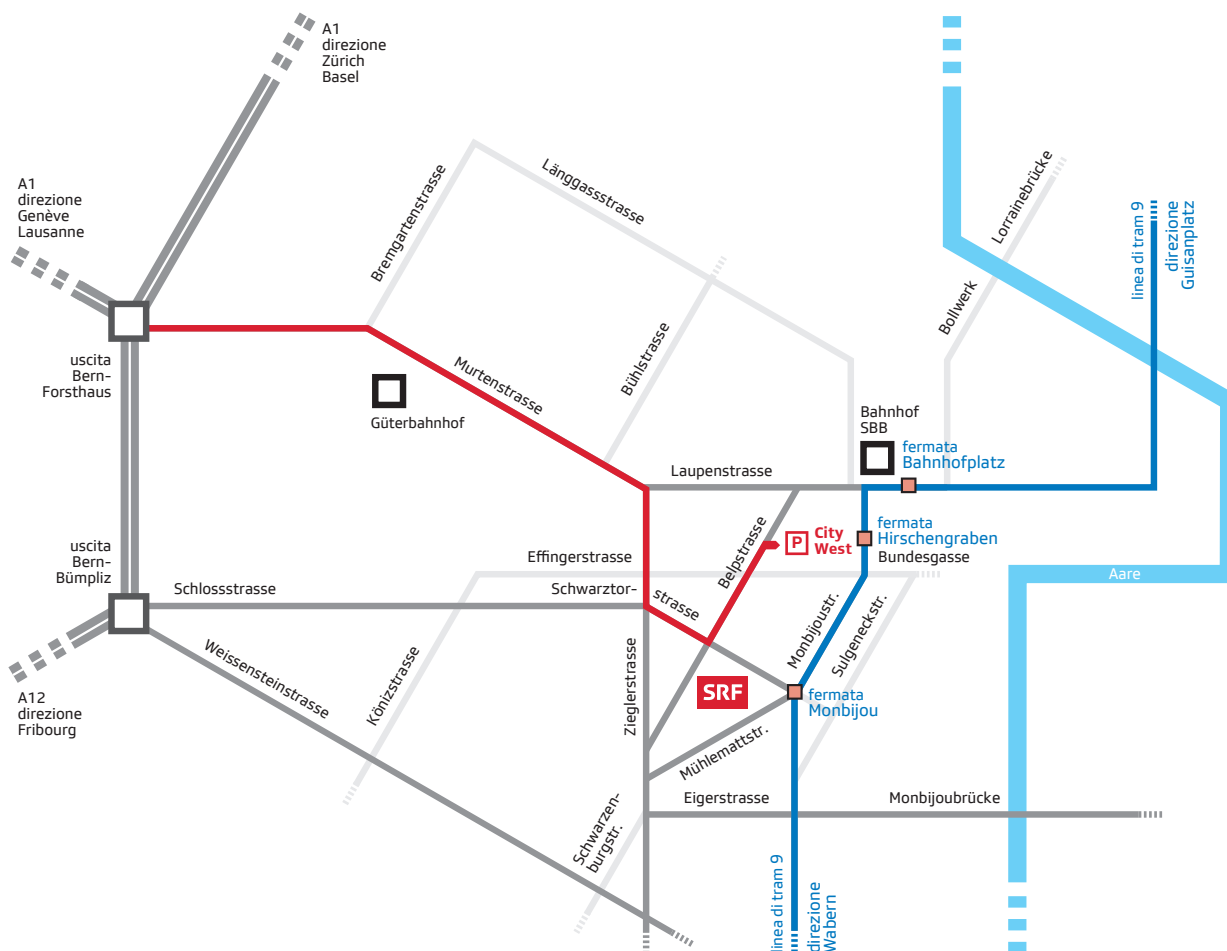 A1
direzione
Zürich
Basel
A1
direzione
Genève
Lausanne
Bremgartenstrasse
Länggassstrasse
Lorrainebrücke
linea di tram 9
direzione
Guisanplatz
Bollwerk
Bühlstrasse
uscita
Bern-
Forsthaus
Murtenstrasse
Güterbahnhof
Bahnhof
SBB
fermata
Bahnhofplatz
Laupenstrasse
fermata
Hirschengraben
Bundesgasse
P
City
West
Belpstrasse
Effingerstrasse
uscita
Bern-
Bümpliz
Schlossstrasse
Schwarztor-
strasse
Aare
Monbijoustr.
Sulgeneckstr.
Weissensteinstrasse
Könizstrasse
Zieglerstrasse
SRF
fermata
Monbijou
A12
direzione
Fribourg
Mühlemattstr.
Eigerstrasse
Monbijoubrücke
Schwarzen-
burgstr.
linea di tram 9
direzione
Wabern